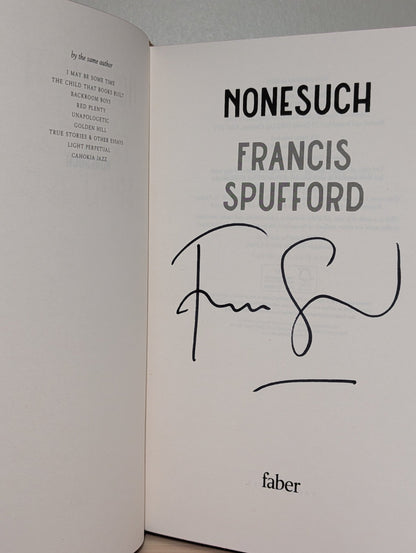 by the same author
I MAY BE SOME TIME
THE CHILD THAT BOOKS BUILT
BACKROOM BOYS
RED PLENTY
UNAPOLOGETIC
GOLDEN HILL
TRUE STORIES & OTHER ESSAYS
LIGHT PERPETUAL
CAHOKIA JAZZ
NONESUCH
FRANCIS
SPUFFORD
faber